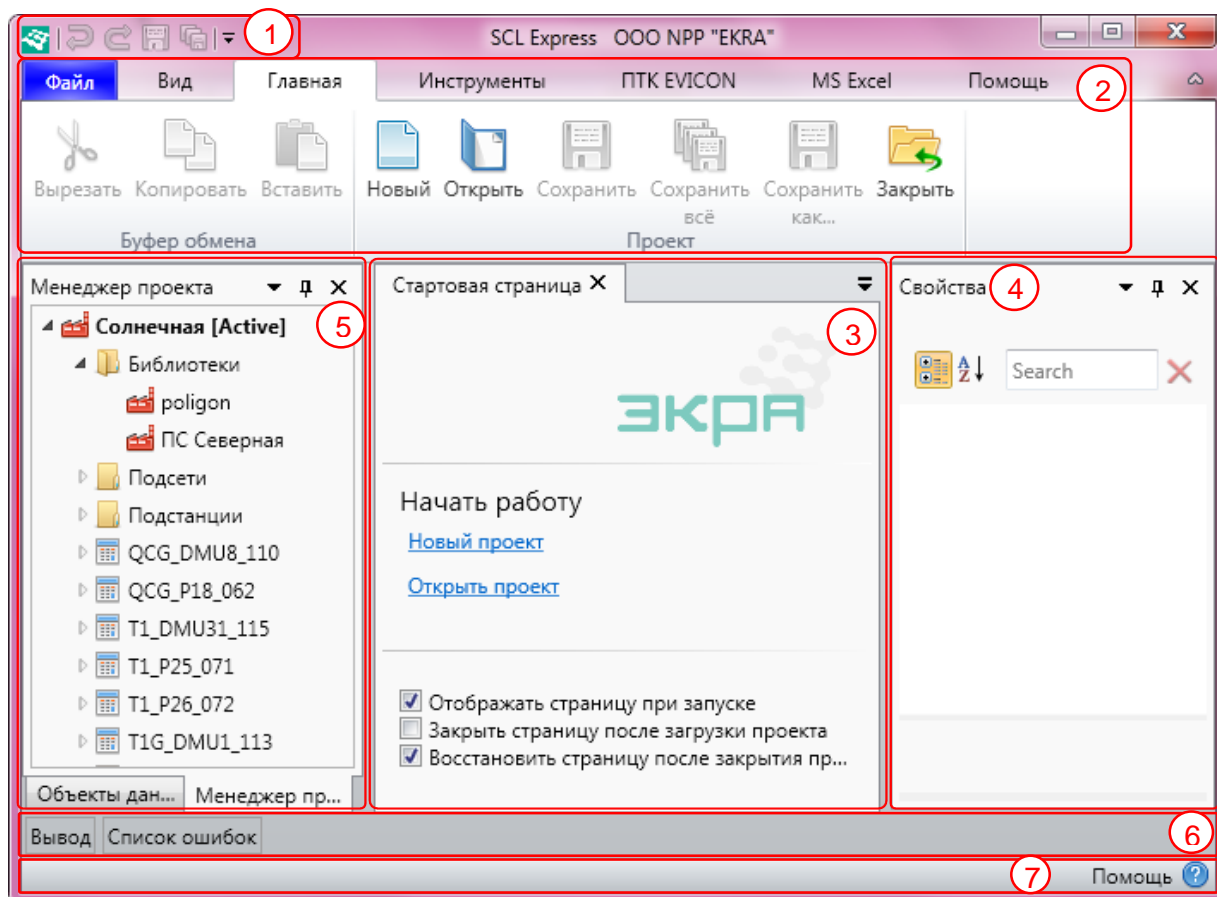 1
SCL Express ООО NPP "EKRA"
Файл Вид Главная Инструменты ПТК EVICON MS Excel Помощь 2
Вырезать Копировать Вставить Новый Открыть Сохранить Сохранить всё Сохранить как... Закрыть
Буфер обмена Проект
Менеджер проекта
5
Солнечная [Active]
Библиотеки
poligon
ПС Северная
Подсети
Подстанции
QCG_DMU8_110
QCG_P18_062
T1_DMU31_115
T1_P25_071
T1_P26_072
T1G_DMU1_113
Объекты дан... Менеджер пр...
Стартовая страница
3
экра
Начать работу
Новый проект
Открыть проект
Отображать страницу при запуске
Закрыть страницу после загрузки проекта
Восстановить страницу после закрытия пр...
Свойства 4
A
Z
Search
Вывод Список ошибок 6
7 Помощь ?